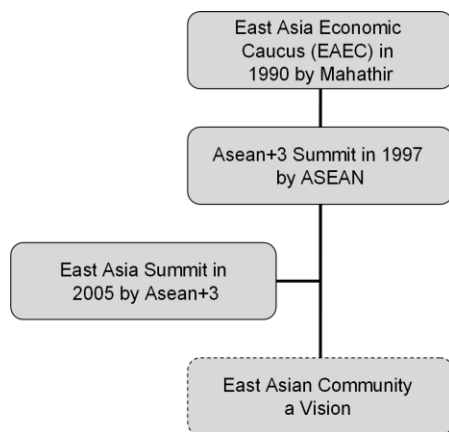 East Asia Economic
Caucus (EAEC) in
1990 by Mahathir
Asean+3 Summit in 1997
by ASEAN
East Asia Summit in
2005 by Asean+3
East Asian Community
a Vision